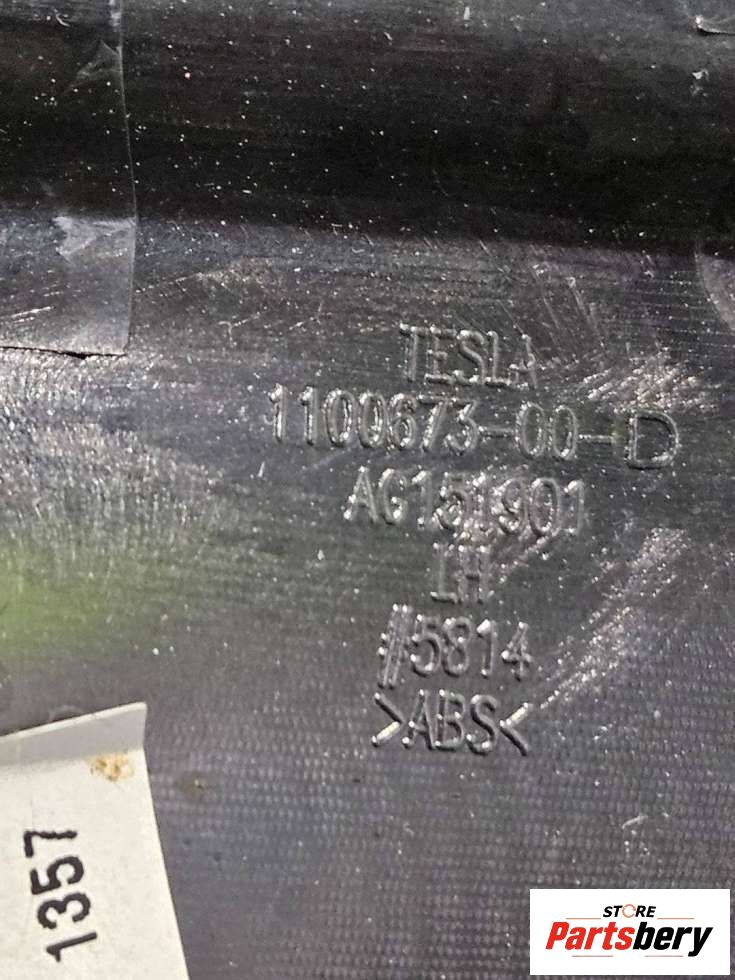 TESLA
1100673-00-D
AG151901
LH
#5814
>ABS<
1357
STORE
Partsbery